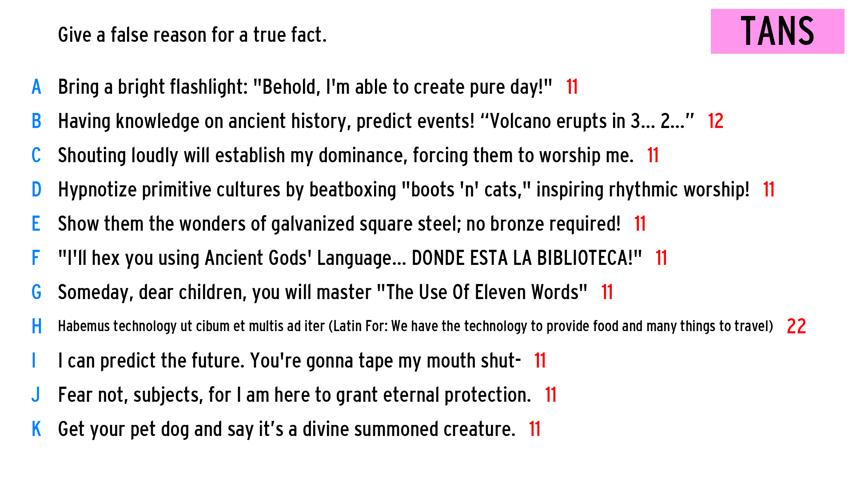 TANS
Give a false reason for a true fact.
A Bring a bright flashlight: "Behold, I'm able to create pure day!" 11
B Having knowledge on ancient history, predict events! “Volcano erupts in 3... 2...” 12
C Shouting loudly will establish my dominance, forcing them to worship me. 11
D Hypnotize primitive cultures by beatboxing "boots 'n' cats," inspiring rhythmic worship! 11
E Show them the wonders of galvanized square steel; no bronze required! 11
F "I'll hex you using Ancient Gods' Language... DONDE ESTA LA BIBLIOTECA!" 11
G Someday, dear children, you will master "The Use Of Eleven Words" 11
H Habemus technology ut cibum et multis ad iter (Latin For: We have the technology to provide food and many things to travel) 22
I I can predict the future. You're gonna tape my mouth shut- 11
J Fear not, subjects, for I am here to grant eternal protection. 11
K Get your pet dog and say it’s a divine summoned creature. 11